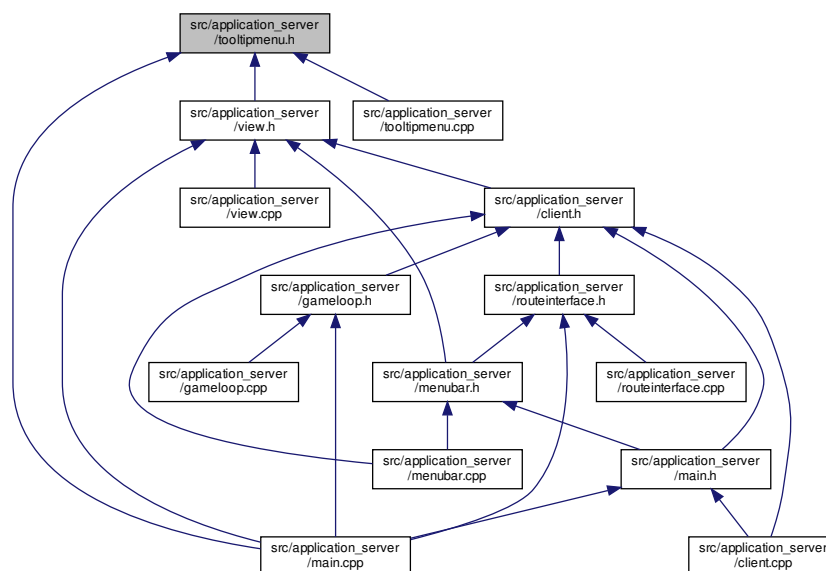 src/application_server
/tooltipmenu.h
src/application_server
/view.h
src/application_server
/tooltipmenu.cpp
src/application_server
/view.cpp
src/application_server
/client.h
src/application_server
/gameloop.h
src/application_server
/routeinterface.h
src/application_server
/gameloop.cpp
src/application_server
/menubar.h
src/application_server
/routeinterface.cpp
src/application_server
/menubar.cpp
src/application_server
/main.h
src/application_server
/main.cpp
src/application_server
/client.cpp